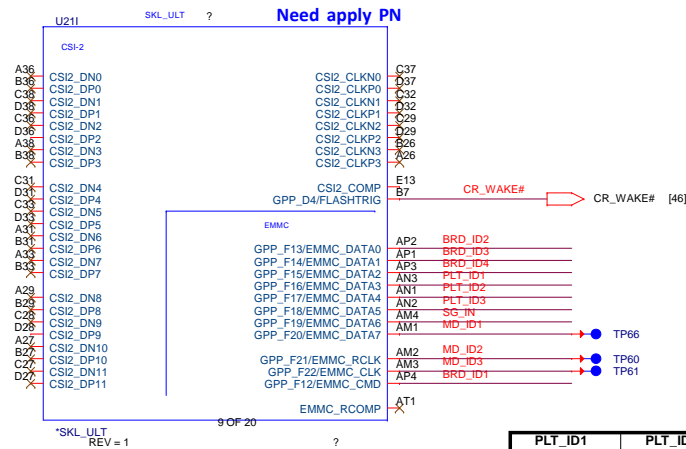 SKL_ULT ? Need apply PN
U21I
CSI-2
A36 CSI2_DN0 CSI2_CLKN0 C37
B36 CSI2_DP0 CSI2_CLKP0 D37
C38 CSI2_DN1 CSI2_CLKN1 C32
D38 CSI2_DP1 CSI2_CLKP1 D32
C36 CSI2_DN2 CSI2_CLKN2 C29
D36 CSI2_DP2 CSI2_CLKP2 D29
A38 CSI2_DN3 CSI2_CLKN3 B26
B38 CSI2_DP3 CSI2_CLKP3 A26
C31 CSI2_DN4 CSI2_COMP E13
D31 CSI2_DP4 GPP_D4/FLASHTRIG B7 CR_WAKE# CR_WAKE# [46]
C33 CSI2_DN5
D33 CSI2_DP5 EMMC
A31 CSI2_DN6
B31 CSI2_DP6 GPP_F13/EMMC_DATA0 AP2 BRD_ID2
A33 CSI2_DN7 GPP_F14/EMMC_DATA1 AP1 BRD_ID3
B33 CSI2_DP7 GPP_F15/EMMC_DATA2 AP3 BRD_ID4
GPP_F16/EMMC_DATA3 AN3 PLT_ID1
A29 CSI2_DN8 GPP_F17/EMMC_DATA4 AN1 PLT_ID2
B29 CSI2_DP8 GPP_F18/EMMC_DATA5 AN2 PLT_ID3
C28 CSI2_DN9 GPP_F19/EMMC_DATA6 AM4 SG_IN
D28 CSI2_DP9 GPP_F20/EMMC_DATA7 AM1 MD_ID1 TP66
A27 CSI2_DN10
B27 CSI2_DP10 GPP_F21/EMMC_RCLK AM2 MD_ID2 TP60
C27 CSI2_DN11 GPP_F22/EMMC_CLK AM3 MD_ID3 TP61
D27 CSI2_DP11 GPP_F12/EMMC_CMD AP4 BRD_ID1
EMMC_RCOMP AT1
9 OF 20
*SKL_ULT
REV = 1 ?
PLT_ID1 PLT_ID